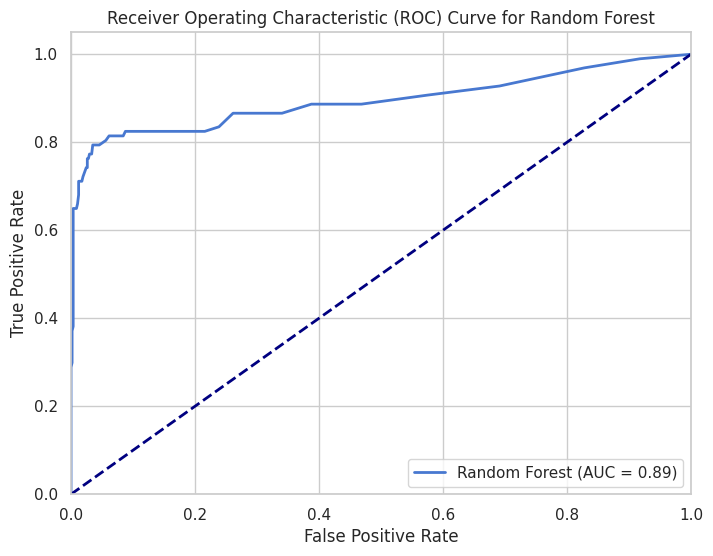 Receiver Operating Characteristic (ROC) Curve for Random Forest
1.0
0.8
0.6
0.4
0.2
0.0
True Positive Rate
Random Forest (AUC = 0.89)
0.0 0.2 0.4 0.6 0.8 1.0
False Positive Rate